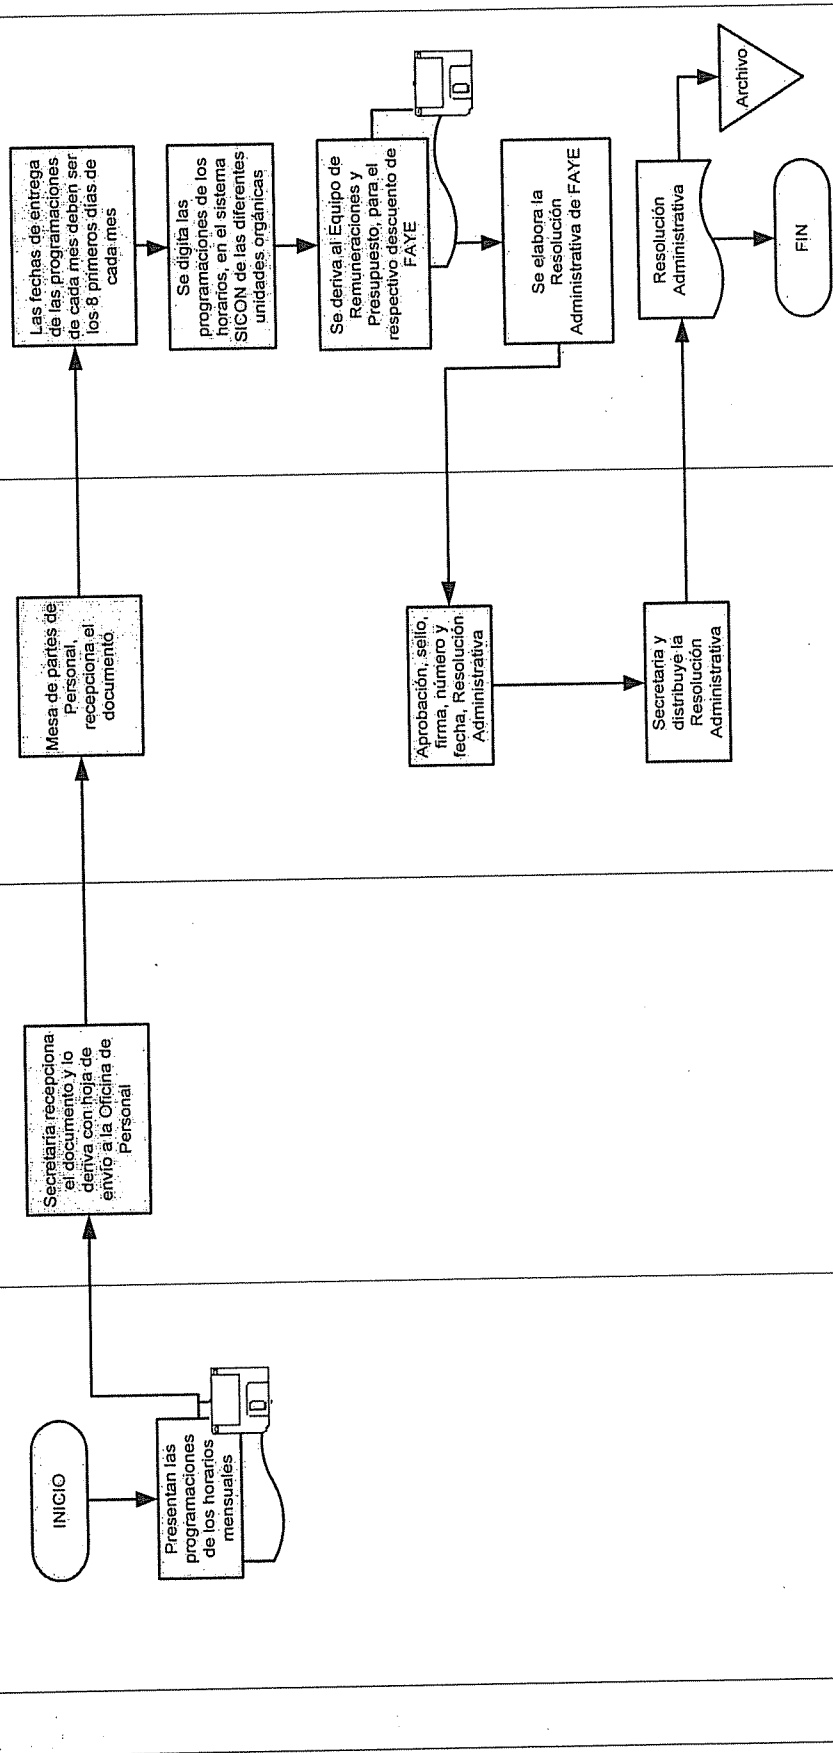 INICIO
Presentan las
programaciones
de los horarios
mensuales
Secretaría recepciona
el documento y lo
deriva con hoja de
envío a la Oficina de
Personal
Mesa de partes de
Personal,
recepciona el
documento.
Las fechas de entrega
de las programaciones
de cada mes deben ser
los 8 primeros días de
cada mes
Se digita las
programaciones de los
horarios, en el sistema
SICON de las diferentes
unidades orgánicas
Se deriva al Equipo de
Remuneraciones y
Presupuesto, para el
respectivo descuento de
FAYE
Se elabora la
Resolución
Administrativa de FAYE
Aprobación, sello,
firma, número y
fecha, Resolución
Administrativa
Secretaria y
distribuye la
Resolución
Administrativa
Resolución
Administrativa
Archivo
FIN